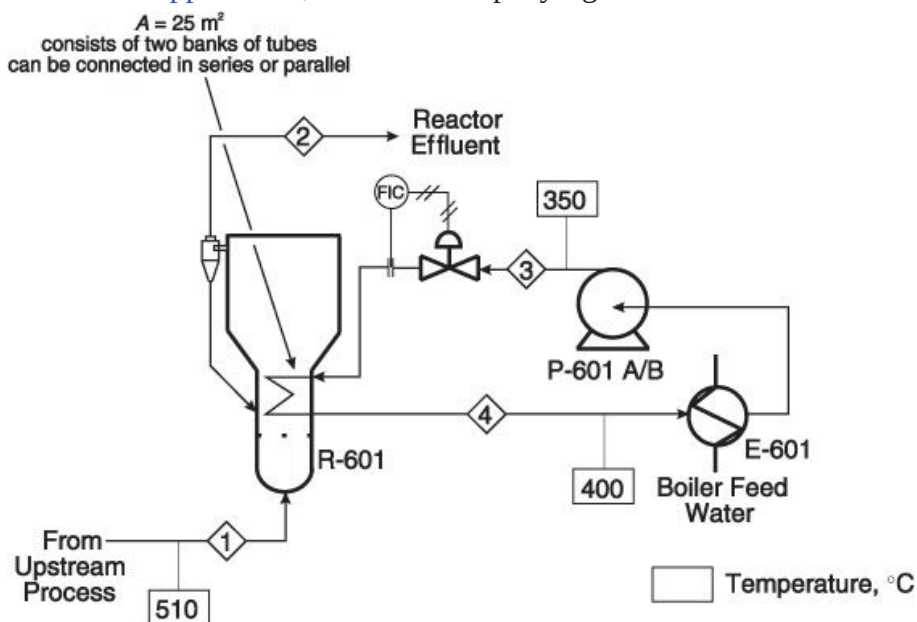 A = 25 m²
consists of two banks of tubes
can be connected in series or parallel
2
Reactor
Effluent
FIC
350
3
P-601 A/B
4
R-601
E-601
400
Boiler Feed
Water
1
From
Upstream
Process
510
Temperature, °C